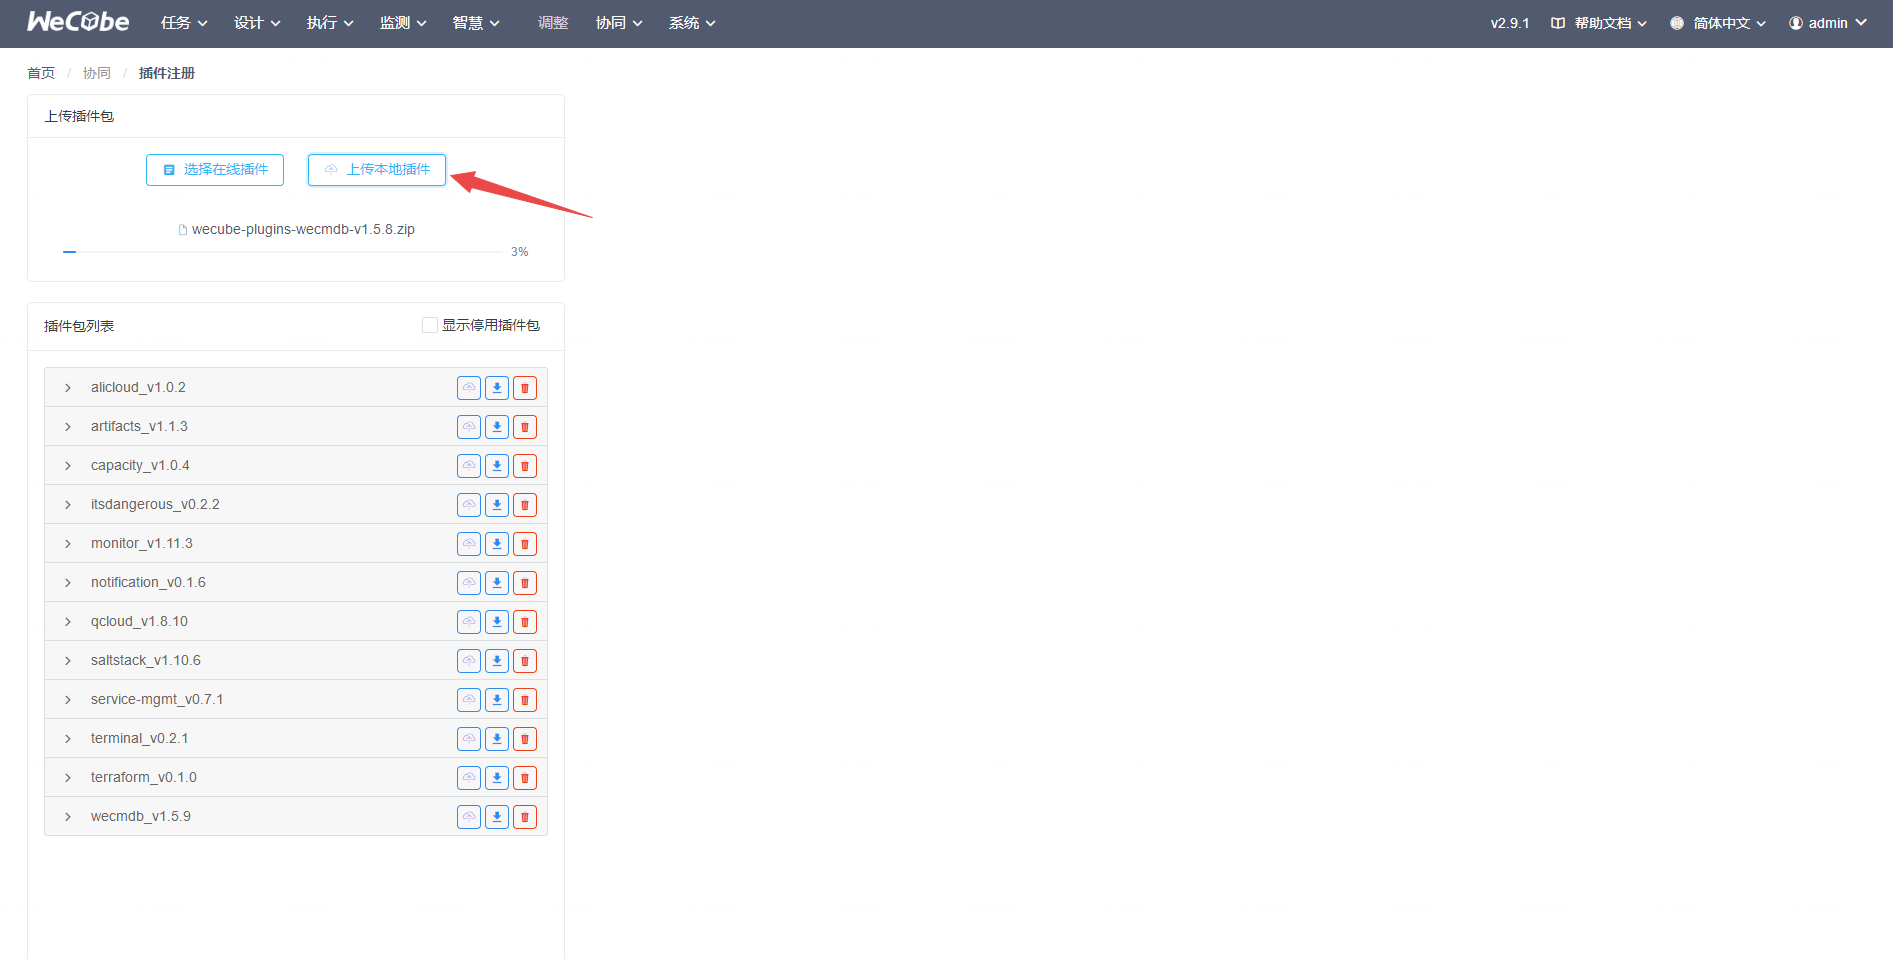 WeCube 任务 设计 执行 监测 智慧 调整 协同 系统 v2.9.1 帮助文档 简体中文 admin
首页 / 协同 / 插件注册
上传插件包
选择在线插件 上传本地插件
wecube-plugins-wecmdb-v1.5.8.zip
3%
插件包列表 显示停用插件包
alicloud_v1.0.2
artifacts_v1.1.3
capacity_v1.0.4
itsdangerous_v0.2.2
monitor_v1.11.3
notification_v0.1.6
qcloud_v1.8.10
saltstack_v1.10.6
service-mgmt_v0.7.1
terminal_v0.2.1
terraform_v0.1.0
wecmdb_v1.5.9